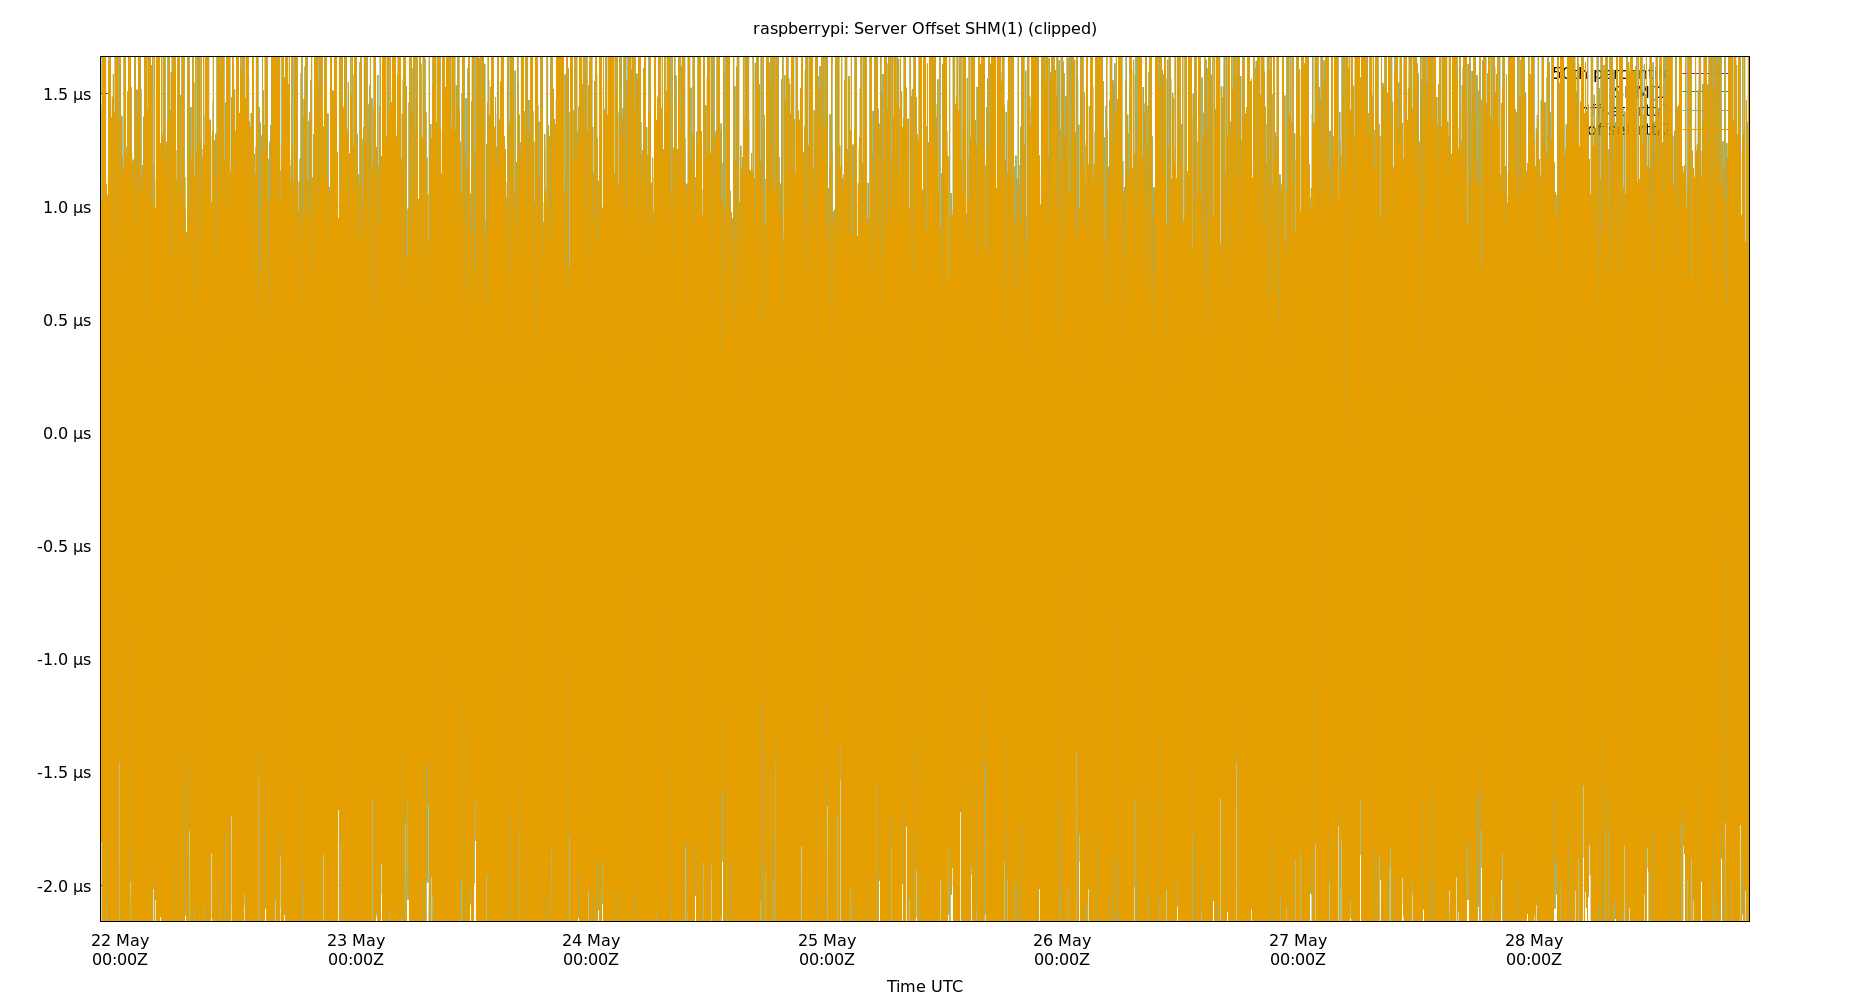 raspberrypi: Server Offset SHM(1) (clipped)
1.5 µs
1.0 µs
0.5 µs
0.0 µs
-0.5 µs
-1.0 µs
-1.5 µs
-2.0 µs
22 May 23 May 24 May 25 May 26 May 27 May 28 May
00:00Z 00:00Z 00:00Z 00:00Z 00:00Z 00:00Z 00:00Z
Time UTC